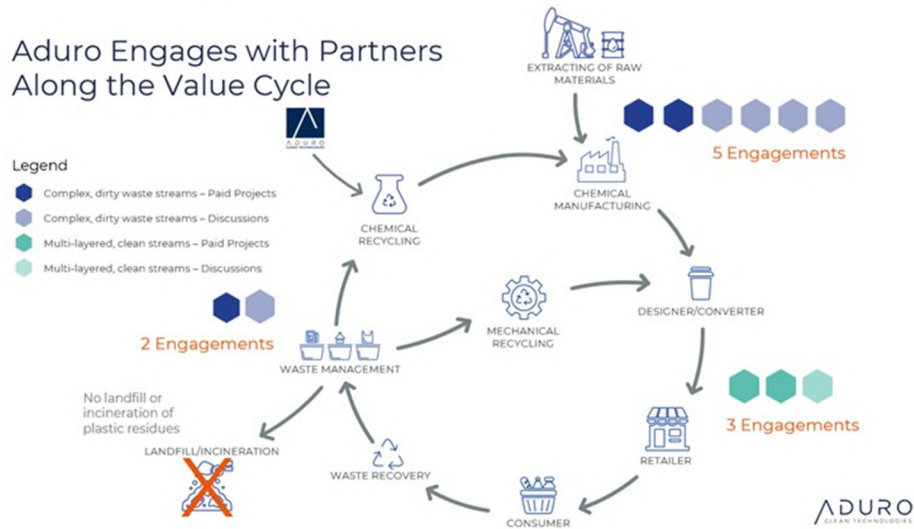 Aduro Engages with Partners
Along the Value Cycle
EXTRACTING OF RAW
MATERIALS
ADURO
5 Engagements
Legend
Complex, dirty waste streams – Paid Projects
Complex, dirty waste streams – Discussions
Multi-layered, clean streams – Paid Projects
Multi-layered, clean streams – Discussions
CHEMICAL
MANUFACTURING
CHEMICAL
RECYCLING
DESIGNER/CONVERTER
MECHANICAL
RECYCLING
2 Engagements
WASTE MANAGEMENT
No landfill or
incineration of
plastic residues
3 Engagements
LANDFILL/INCINERATION
RETAILER
WASTE RECOVERY
CONSUMER
ADURO
CLEAN TECHNOLOGIES